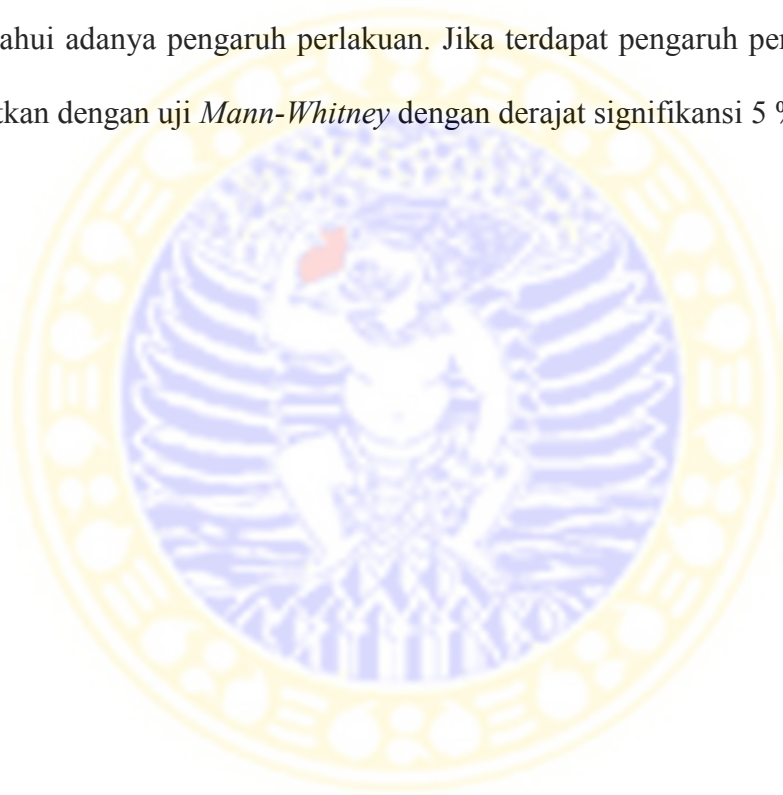 ahui adanya pengaruh perlakuan. Jika terdapat pengaruh per
tkan dengan uji Mann-Whitney dengan derajat signifikansi 5 %